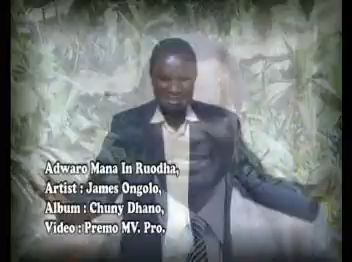 Adwaro Mana In Ruodha,
Artist : James Ongolo,
Album : Chuny Dhano,
Video : Premo MV. Pro.